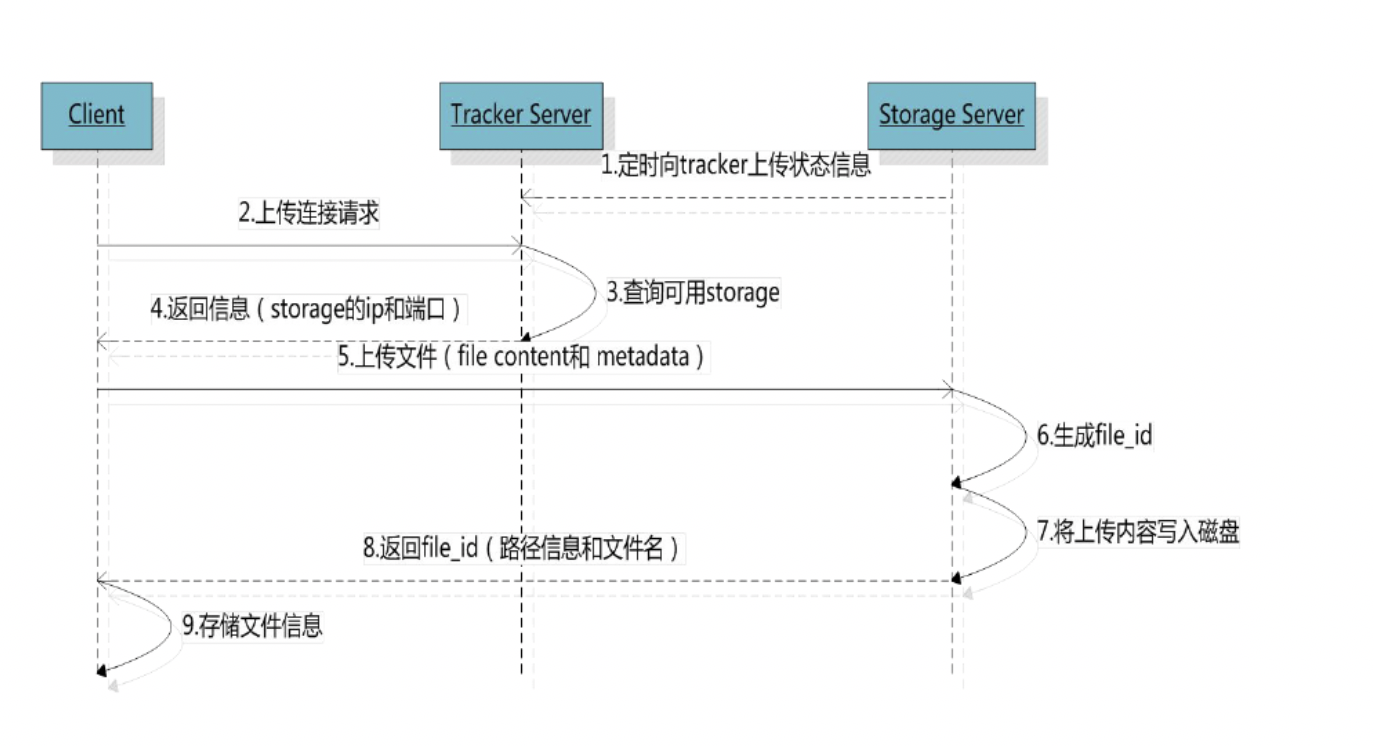 Client
Tracker Server
Storage Server
1.定时向tracker上传状态信息
2.上传连接请求
3.查询可用storage
4.返回信息（storage的ip和端口）
5.上传文件（file content和 metadata）
6.生成file_id
7.将上传内容写入磁盘
8.返回file_id（路径信息和文件名）
9.存储文件信息